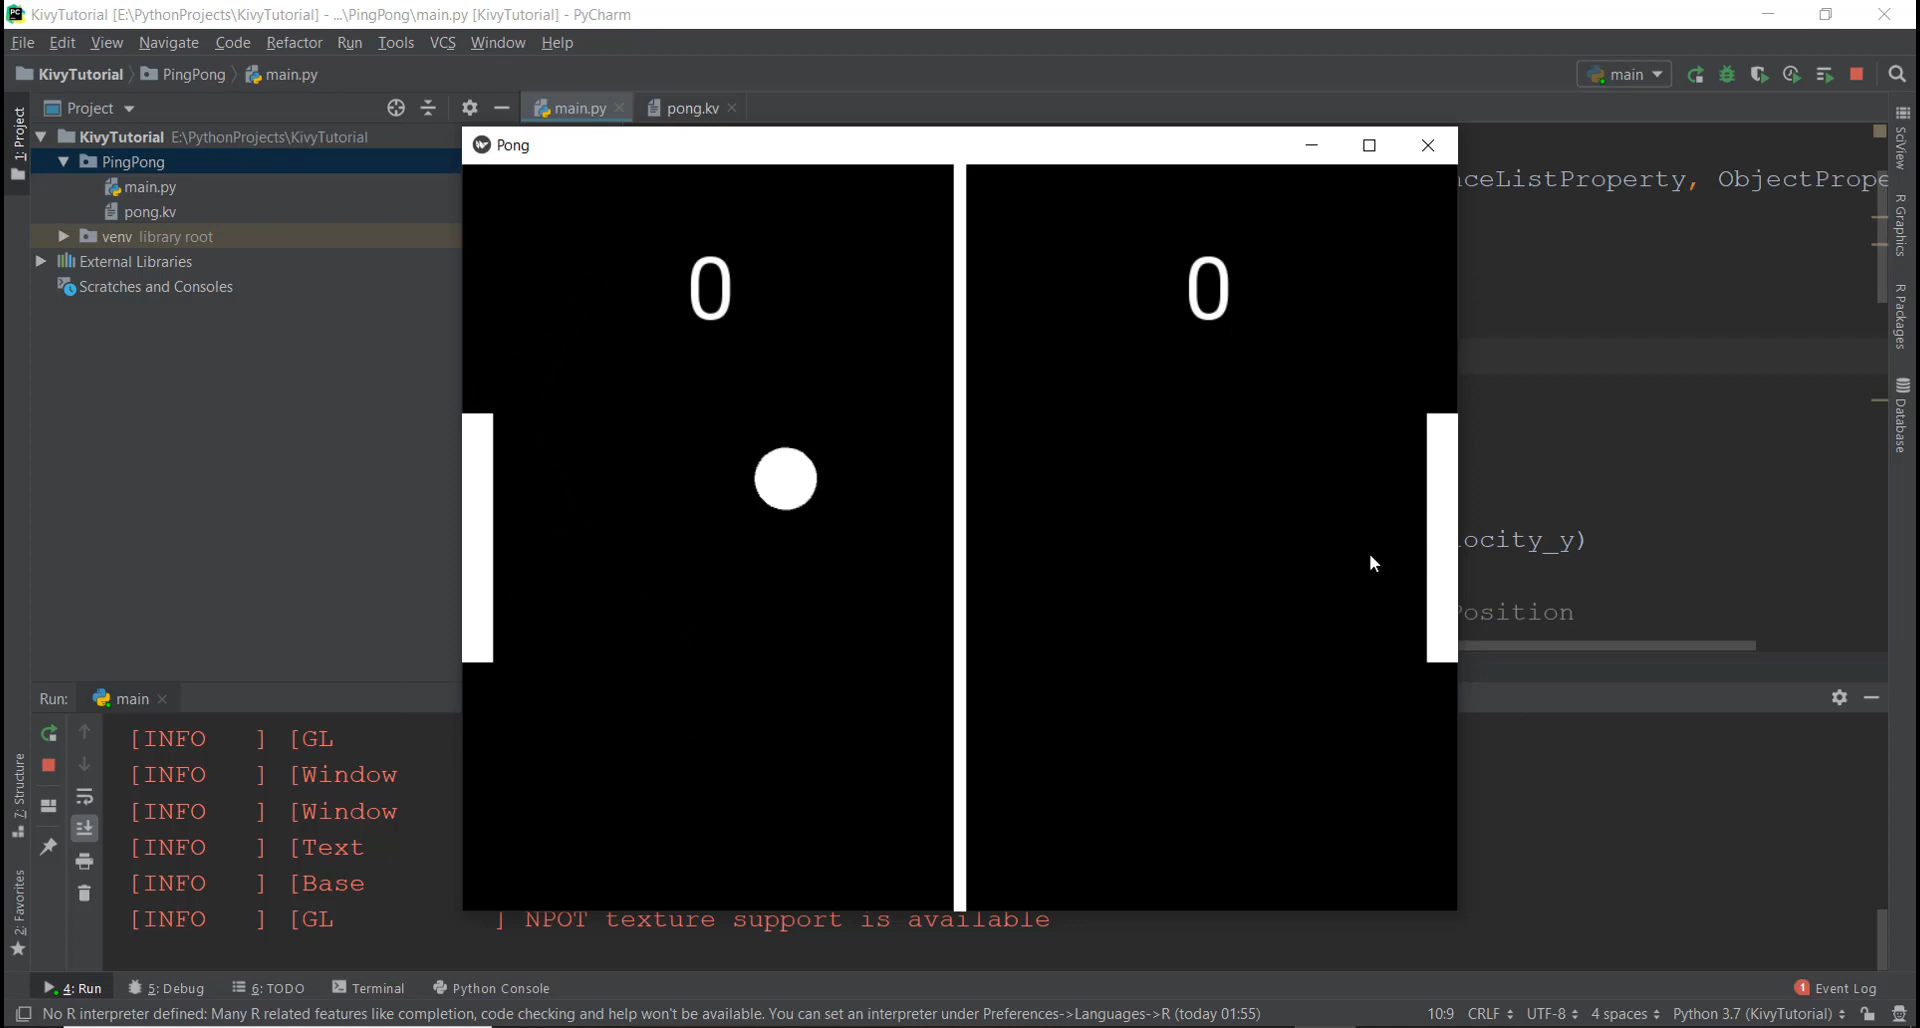 KivyTutorial [E:\PythonProjects\KivyTutorial] - ...\PingPong\main.py [KivyTutorial] - PyCharm
File Edit View Navigate Code Refactor Run Tools VCS Window Help
KivyTutorial PingPong main.py main
Project main.py pong.kv
1: Project
KivyTutorial E:\PythonProjects\KivyTutorial
PingPong
main.py
pong.kv
venv library root
External Libraries
Scratches and Consoles
Pong
0 0
nceListProperty, ObjectPrope
locity_y)
Position
SciView
R Graphics
R Packages
Database
Run: main
[INFO ] [GL
[INFO ] [Window
[INFO ] [Window
[INFO ] [Text
[INFO ] [Base
[INFO ] [GL ] NPOT texture support is available
7: Structure
2: Favorites
4: Run 5: Debug 6: TODO Terminal Python Console 1 Event Log
No R interpreter defined: Many R related features like completion, code checking and help won't be available. You can set an interpreter under Preferences->Languages->R (today 01:55) 10:9 CRLF UTF-8 4 spaces Python 3.7 (KivyTutorial)